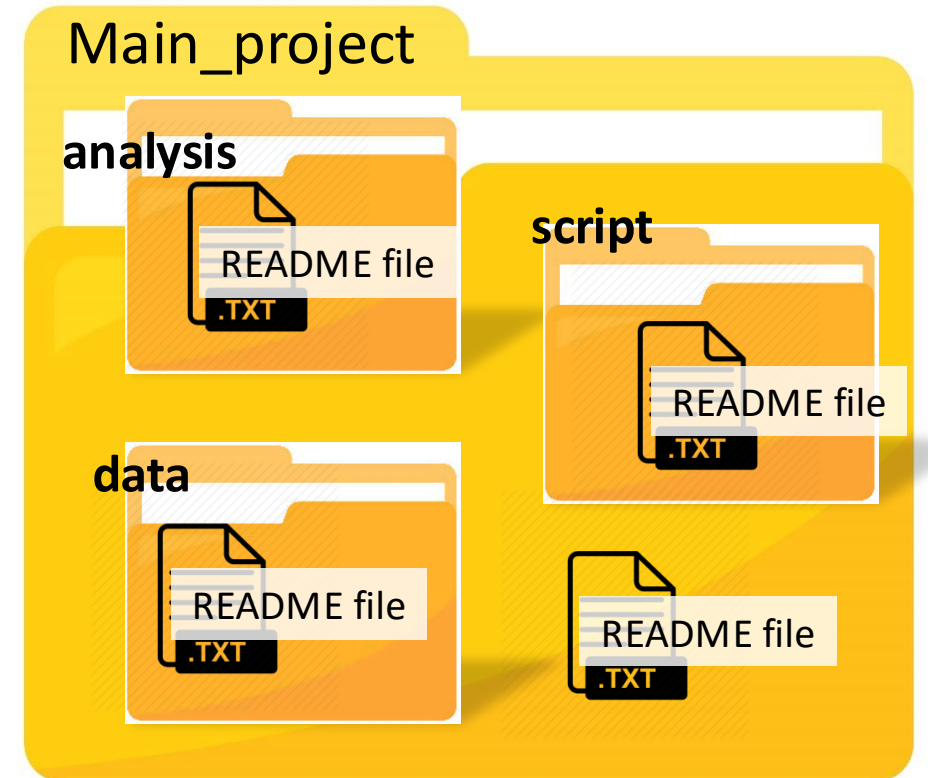 Main_project
analysis
README file
.TXT
script
README file
.TXT
data
README file
.TXT
README file
.TXT